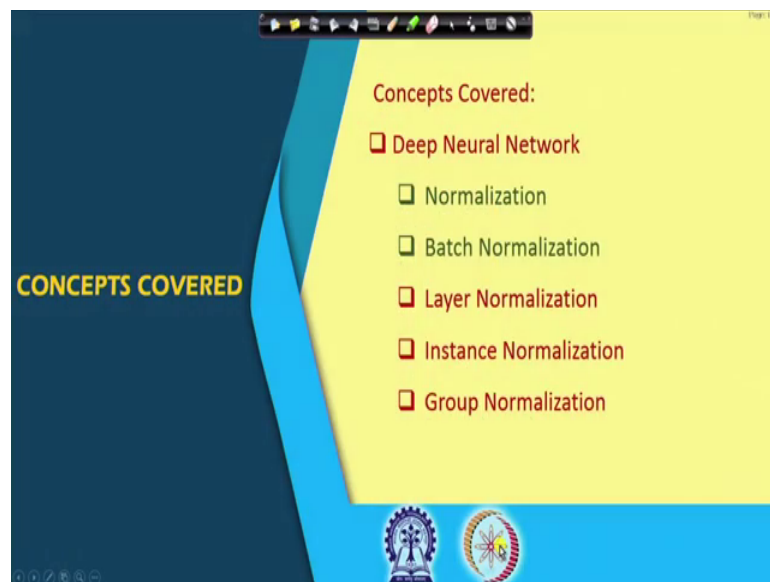 Concepts Covered:
Deep Neural Network
Normalization
Batch Normalization
CONCEPTS COVERED
Layer Normalization
Instance Normalization
Group Normalization